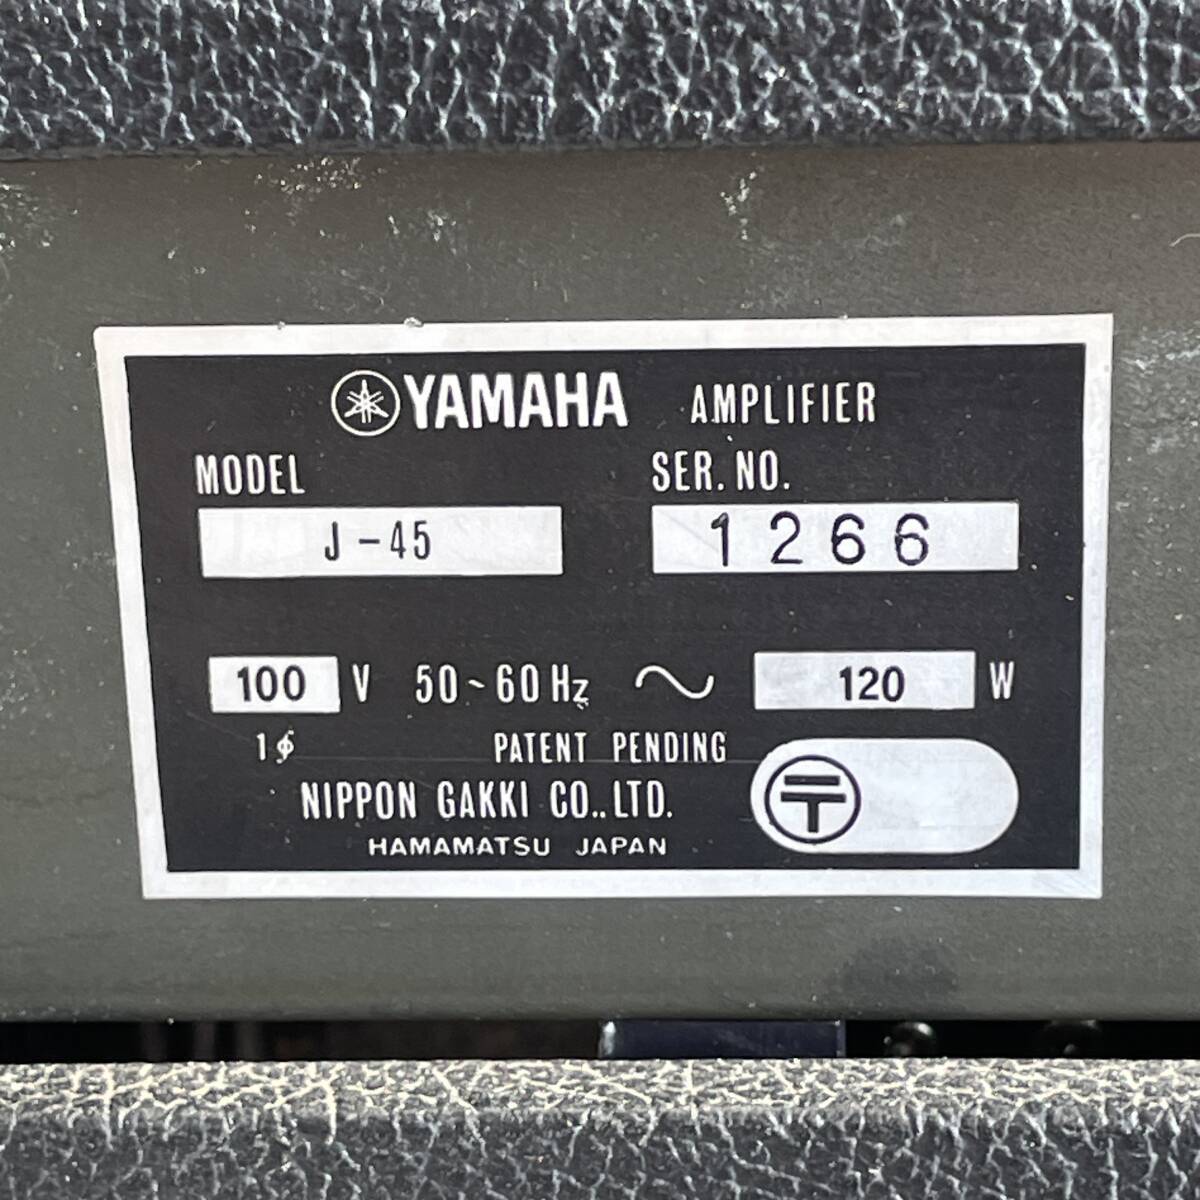 YAMAHA AMPLIFIER
MODEL SER. NO.
J-45 1266
100 V 50~60 Hz ~ 120 W
1ϕ PATENT PENDING
NIPPON GAKKI CO., LTD.
HAMAMATSU JAPAN
〒